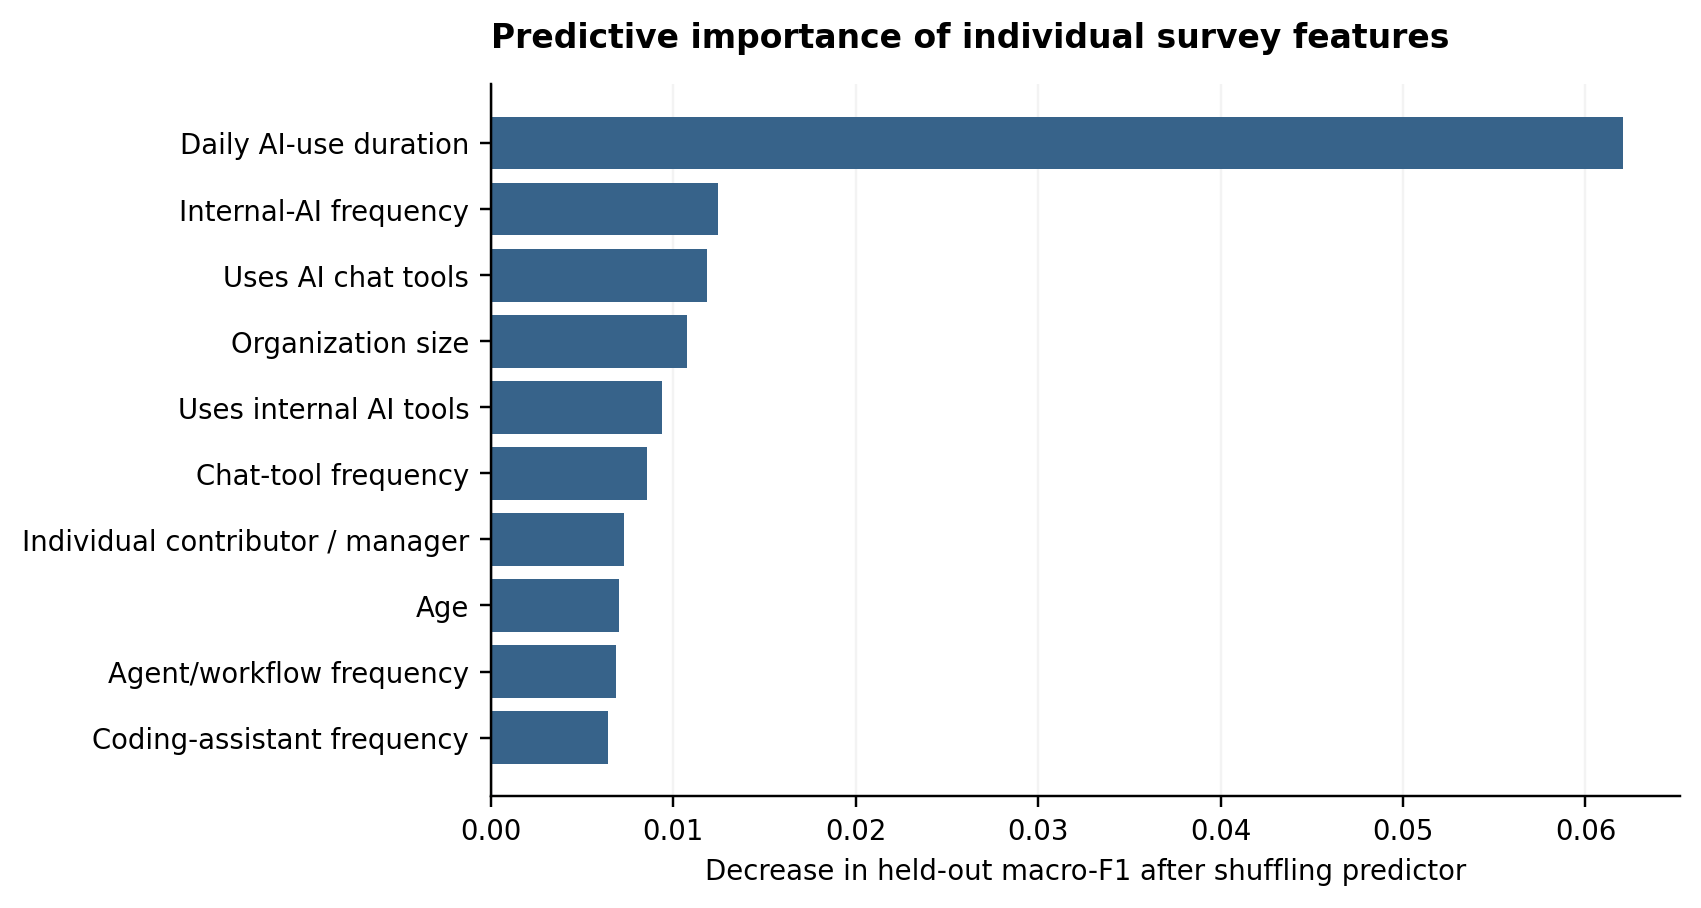 Predictive importance of individual survey features
Daily AI-use duration
Internal-AI frequency
Uses AI chat tools
Organization size
Uses internal AI tools
Chat-tool frequency
Individual contributor / manager
Age
Agent/workflow frequency
Coding-assistant frequency
0.00 0.01 0.02 0.03 0.04 0.05 0.06
Decrease in held-out macro-F1 after shuffling predictor